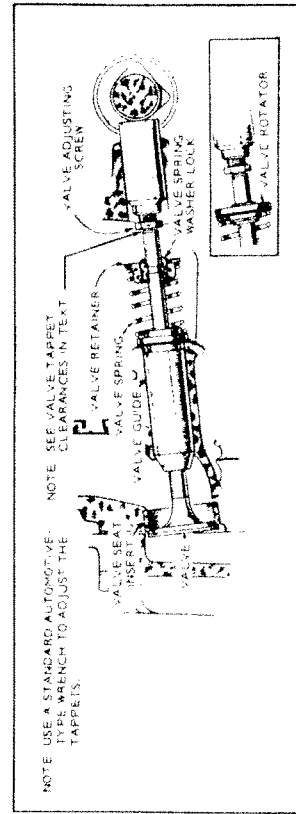 NOTE: USE A STANDARD AUTOMOTIVE-
TYPE WRENCH TO ADJUST THE
TAPPETS.
NOTE: SEE VALVE TAPPET
CLEARANCES IN TEXT
VALVE ADJUSTING
SCREW
VALVE RETAINER
VALVE SPRING
VALVE GUIDE
VALVE SEAT
INSERT
VALVE
VALVE SPRING
WASHER LOCK
VALVE ROTATOR